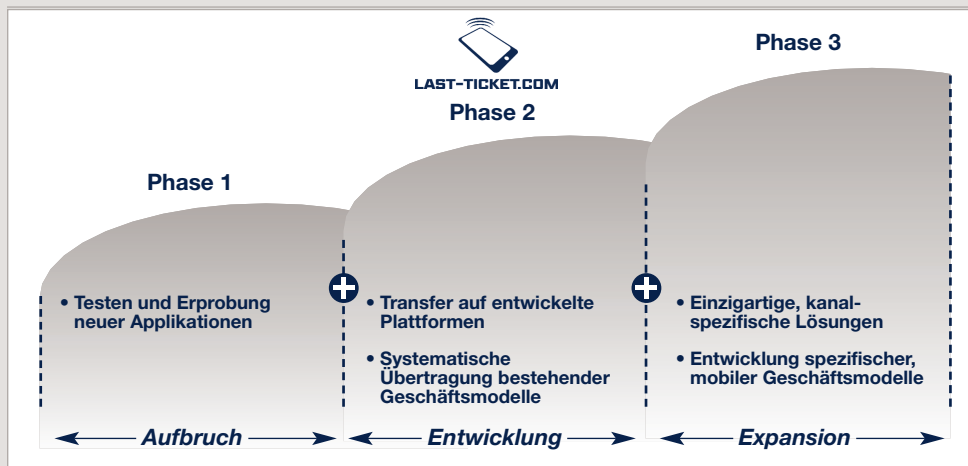 LAST-TICKET.COM
Phase 1
• Testen und Erprobung
neuer Applikationen
Aufbruch
Phase 2
• Transfer auf entwickelte
Plattformen
• Systematische
Übertragung bestehender
Geschäftsmodelle
Entwicklung
Phase 3
• Einzigartige, kanal-
spezifische Lösungen
• Entwicklung spezifischer,
mobiler Geschäftsmodelle
Expansion